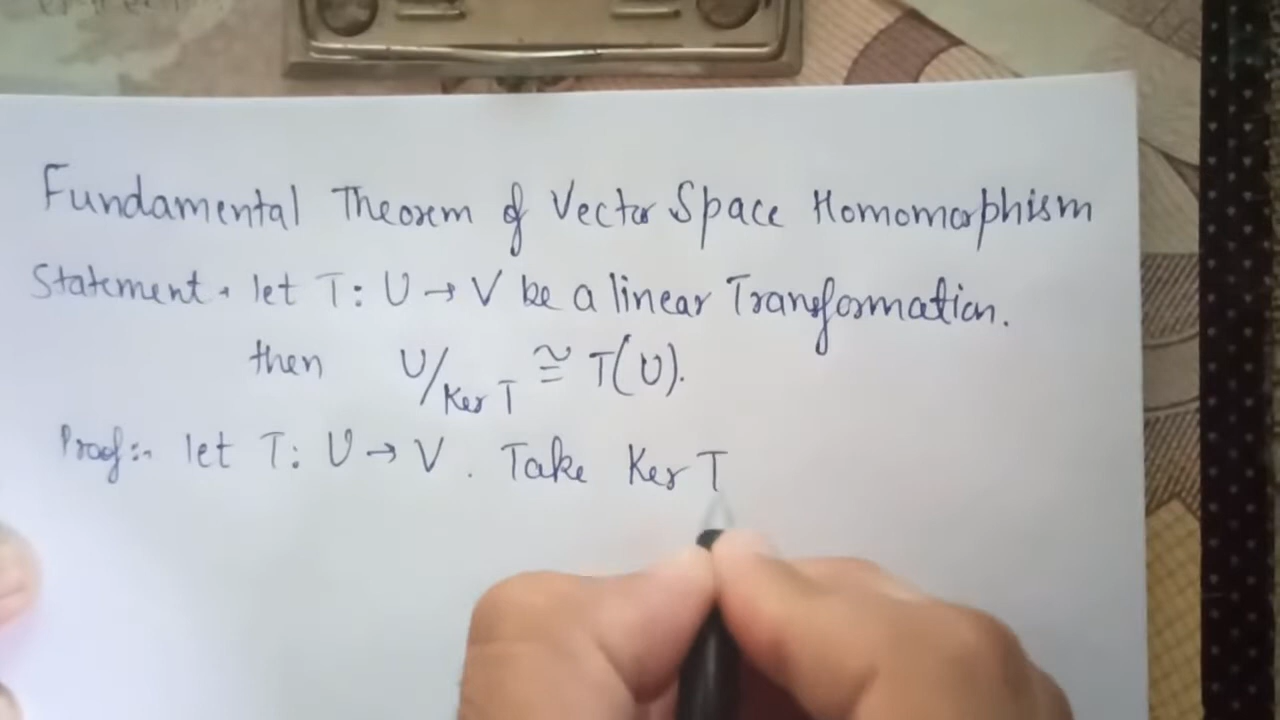 Fundamental Theorem of Vector Space Homomorphism
Statement. let T: U → V be a linear Transformation.
then U/Ker T ≅ T(U).
Proof:- let T: U → V. Take Ker T